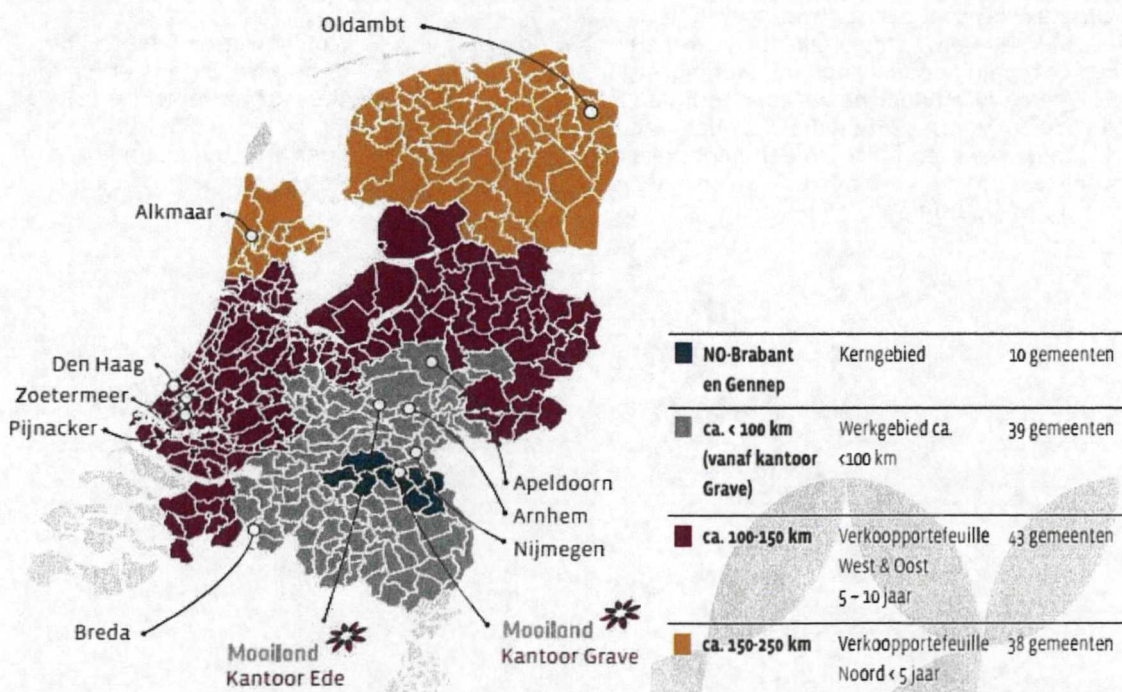 Oldambt
Alkmaar
Den Haag
Zoetermeer
Pijnacker
Breda
Mooiland
Kantoor Ede
Mooiland
Kantoor Grave
Apeldoorn
Arnhem
Nijmegen
NO-Brabant Kerngebied 10 gemeenten
en Gennep
ca. < 100 km Werkgebied ca. 39 gemeenten
(vanaf kantoor <100 km
Grave)
ca. 100-150 km Verkoopportefeuille 43 gemeenten
West & Oost
5 – 10 jaar
ca. 150-250 km Verkoopportefeuille 38 gemeenten
Noord < 5 jaar